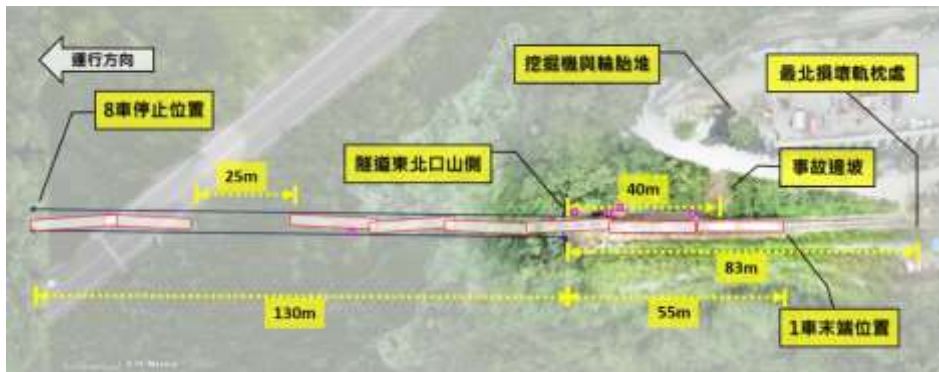 運行方向
挖掘機與輪胎堆
最北損壞軌枕處
8車停止位置
隧道東北口山側
事故邊坡
25m
40m
83m
130m
55m
1車末端位置